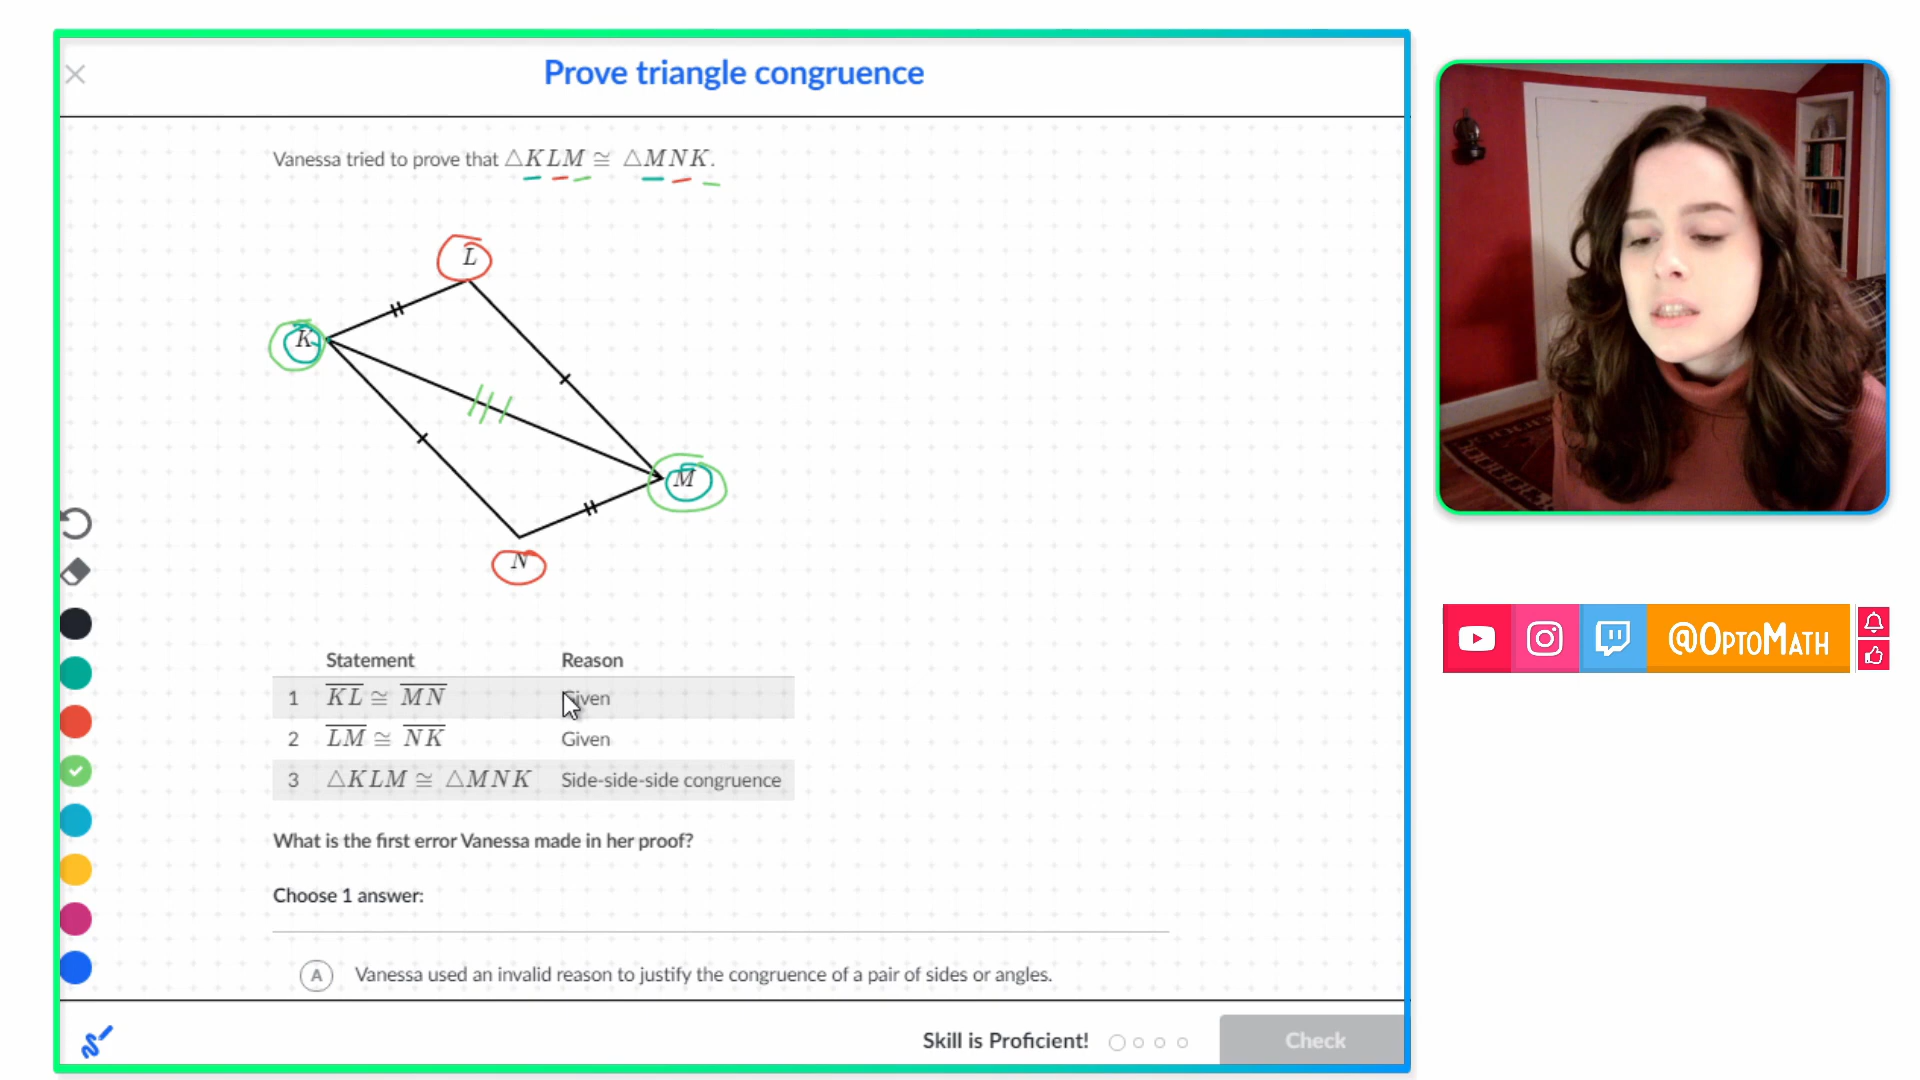 Prove triangle congruence
Vanessa tried to prove that △KLM ≅ △MNK.
L
K
M
N
Statement Reason
1 KL ≅ MN Given
2 LM ≅ NK Given
3 △KLM ≅ △MNK Side-side-side congruence
What is the first error Vanessa made in her proof?
Choose 1 answer:
A Vanessa used an invalid reason to justify the congruence of a pair of sides or angles.
Skill is Proficient!
Check
@OptoMath